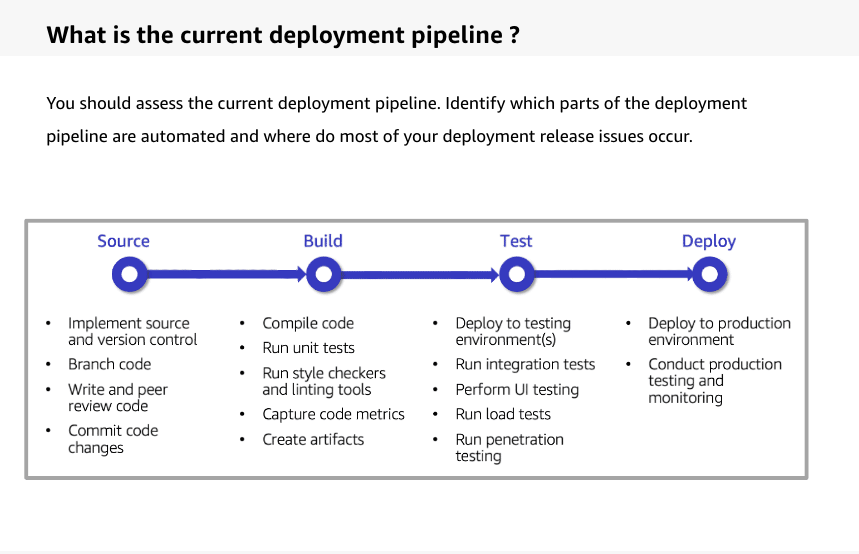 What is the current deployment pipeline ?
You should assess the current deployment pipeline. Identify which parts of the deployment
pipeline are automated and where do most of your deployment release issues occur.
Source
Build
Test
Deploy
• Implement source
and version control
• Branch code
• Write and peer
review code
• Commit code
changes
• Compile code
• Run unit tests
• Run style checkers
and linting tools
• Capture code metrics
• Create artifacts
• Deploy to testing
environment(s)
• Run integration tests
• Perform UI testing
• Run load tests
• Run penetration
testing
• Deploy to production
environment
• Conduct production
testing and
monitoring